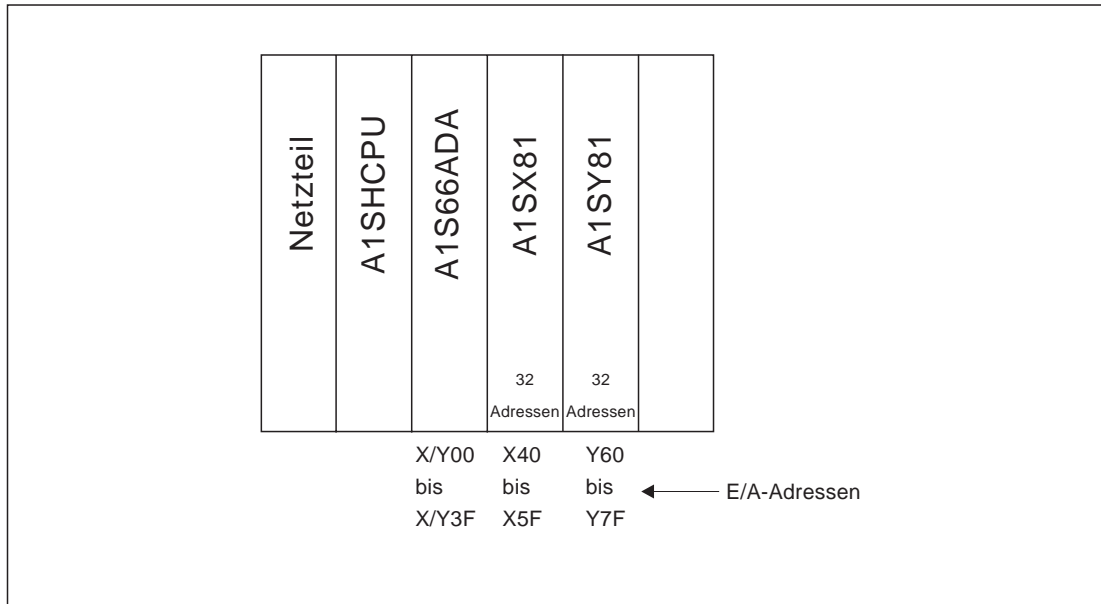 Netzteil
A1SHCPU
A1S66ADA
A1SX81
A1SY81
32
Adressen
32
Adressen
X/Y00
bis
X/Y3F
X40
bis
X5F
Y60
bis
Y7F
E/A-Adressen